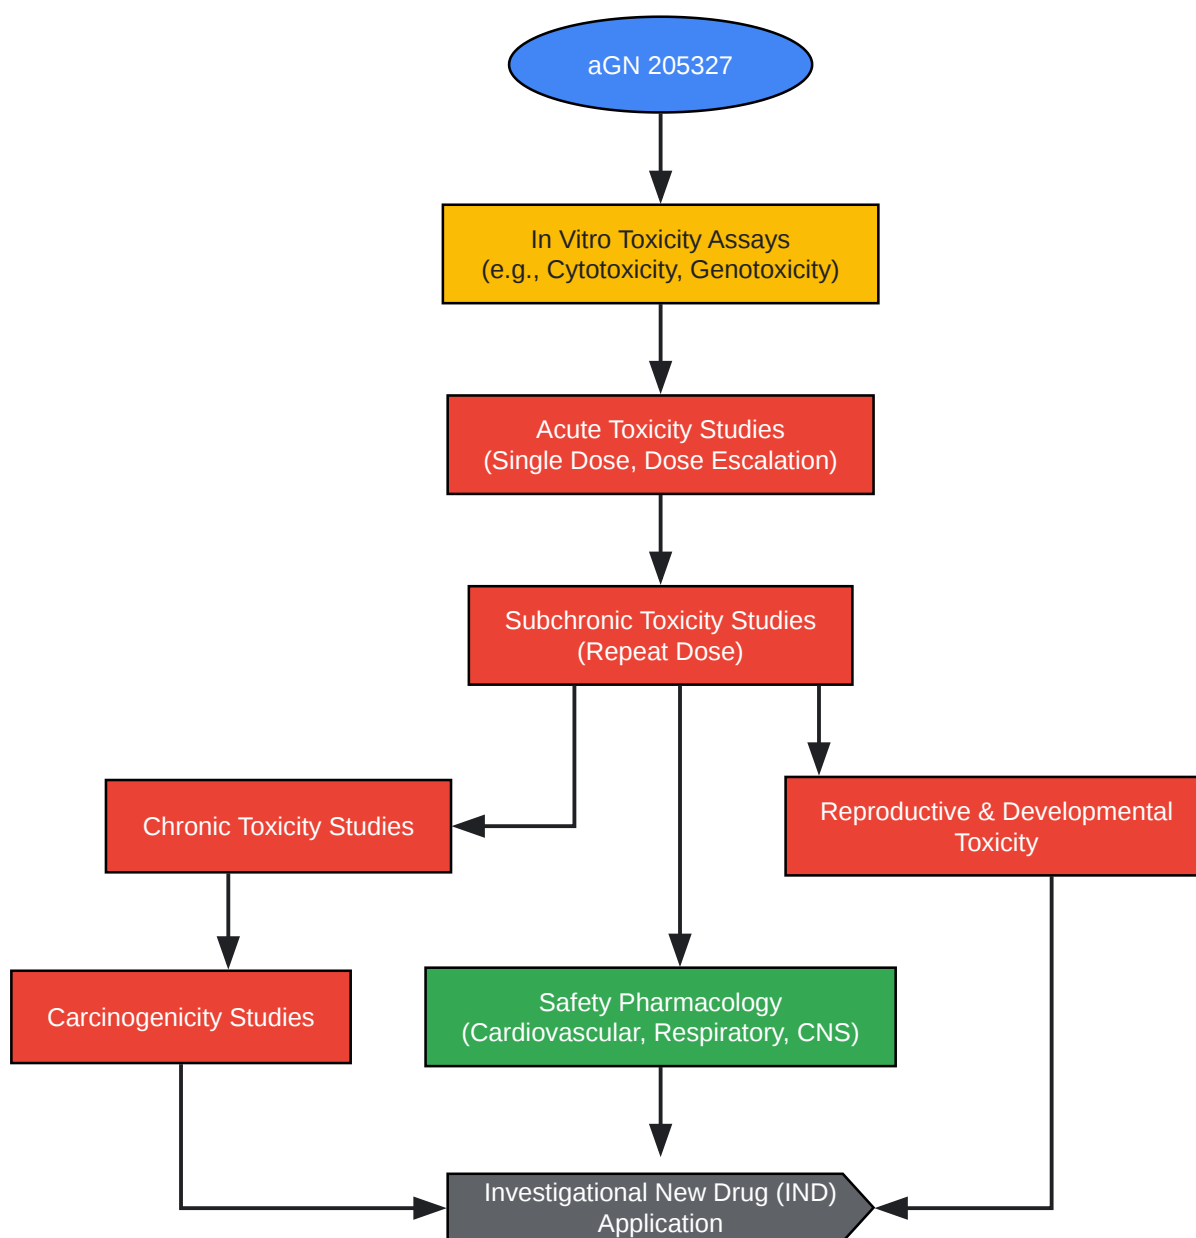 aGN 205327
In Vitro Toxicity Assays
(e.g., Cytotoxicity, Genotoxicity)
Acute Toxicity Studies
(Single Dose, Dose Escalation)
Subchronic Toxicity Studies
(Repeat Dose)
Chronic Toxicity Studies
Reproductive & Developmental
Toxicity
Carcinogenicity Studies
Safety Pharmacology
(Cardiovascular, Respiratory, CNS)
Investigational New Drug (IND)
Application